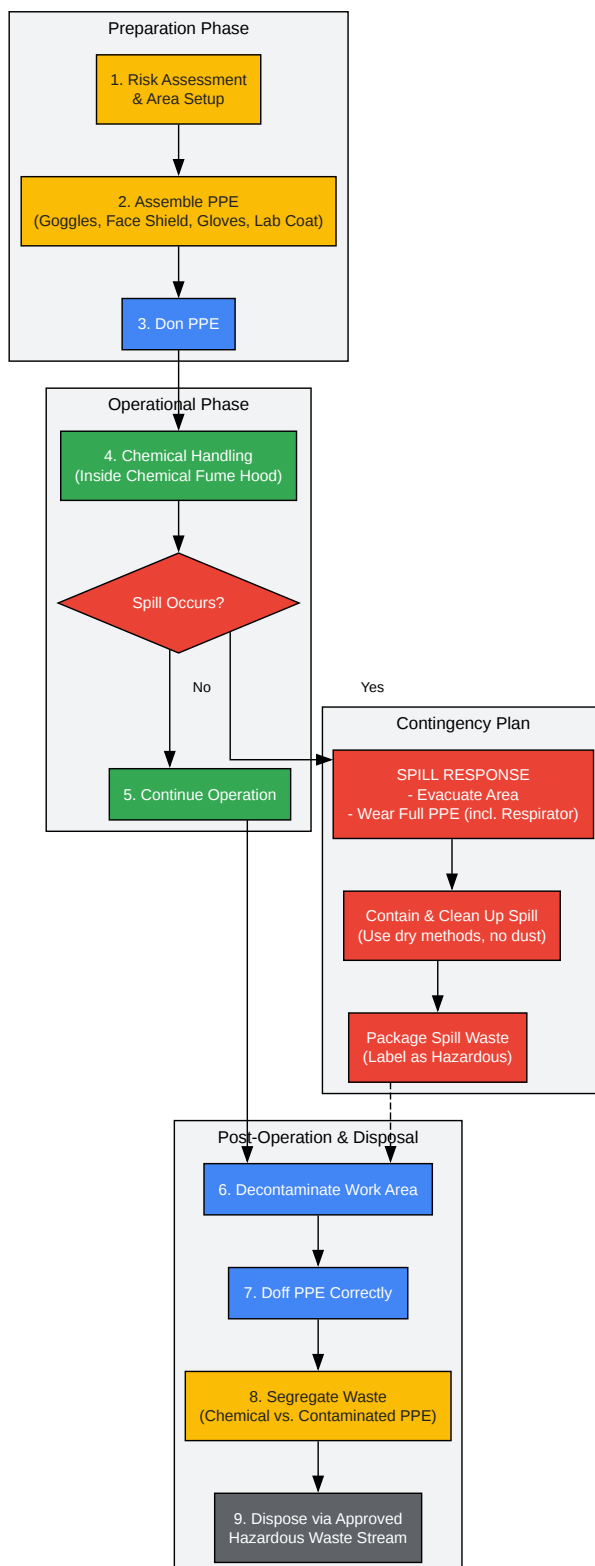 Preparation Phase
1. Risk Assessment
& Area Setup
2. Assemble PPE
(Goggles, Face Shield, Gloves, Lab Coat)
3. Don PPE
Operational Phase
4. Chemical Handling
(Inside Chemical Fume Hood)
Spill Occurs?
No
Yes
5. Continue Operation
Contingency Plan
SPILL RESPONSE
- Evacuate Area
- Wear Full PPE (incl. Respirator)
Contain & Clean Up Spill
(Use dry methods, no dust)
Package Spill Waste
(Label as Hazardous)
Post-Operation & Disposal
6. Decontaminate Work Area
7. Doff PPE Correctly
8. Segregate Waste
(Chemical vs. Contaminated PPE)
9. Dispose via Approved
Hazardous Waste Stream